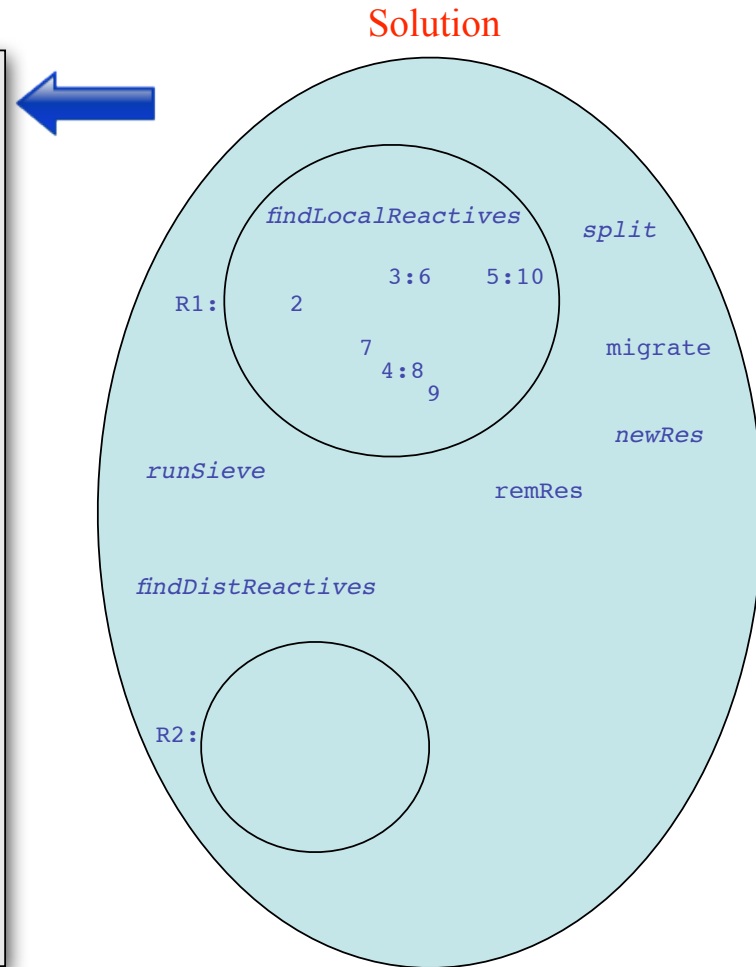 Solution
findLocalReactives
split
3:6 5:10
R1: 2
7
migrate
4:8
9
newRes
runSieve
remRes
findDistReactives
R2: